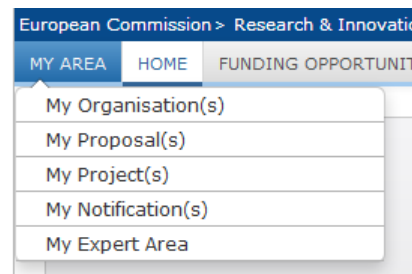 European Commission > Research & Innovatio
MY AREA HOME FUNDING OPPORTUNIT
My Organisation(s)
My Proposal(s)
My Project(s)
My Notification(s)
My Expert Area